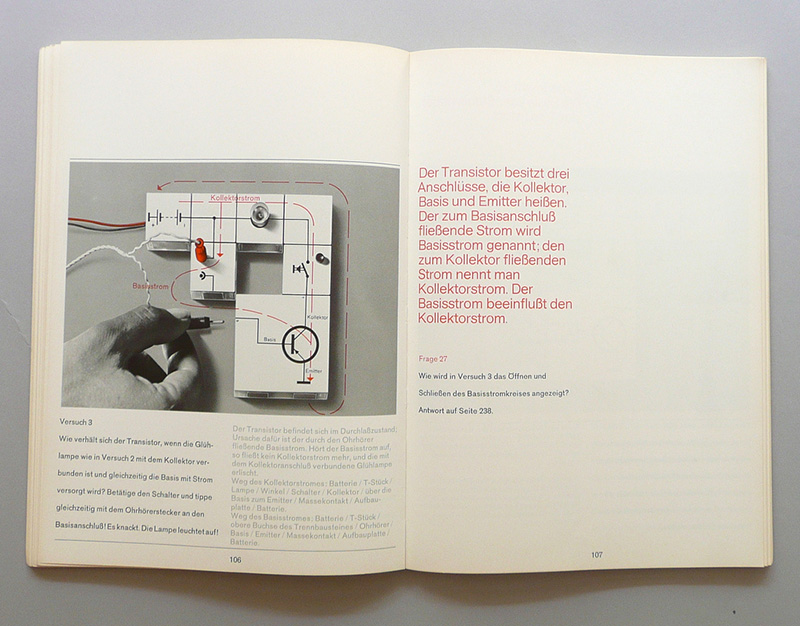 Kollektorstrom
Basisstrom
Kollektor
Basis
Emitter
Versuch 3
Wie verhält sich der Transistor, wenn die Glüh-
lampe wie in Versuch 2 mit dem Kollektor ver-
bunden ist und gleichzeitig die Basis mit Strom
versorgt wird? Betätige den Schalter und tippe
gleichzeitig mit dem Ohrhörerstecker an den
Basisanschluß! Es knackt. Die Lampe leuchtet auf!
Der Transistor befindet sich im Durchlaßzustand.
Ursache dafür ist der durch den Ohrhörer
fließende Basisstrom. Hört der Basisstrom auf,
so fließt kein Kollektorstrom mehr, und die mit
dem Kollektoranschluß verbundene Glühlampe
erlischt.
Weg des Kollektorstromes: Batterie / T-Stück /
Lampe / Winkel / Schalter / Kollektor / über die
Basis zum Emitter / Massekontakt / Aufbau-
platte / Batterie.
Weg des Basisstromes: Batterie / T-Stück /
obere Buchse des Trennbausteines / Ohrhörer /
Basis / Emitter / Massekontakt / Aufbauplatte /
Batterie.
106
Der Transistor besitzt drei
Anschlüsse, die Kollektor,
Basis und Emitter heißen.
Der zum Basisanschluß
fließende Strom wird
Basisstrom genannt; den
zum Kollektor fließenden
Strom nennt man
Kollektorstrom. Der
Basisstrom beeinflußt den
Kollektorstrom.
Frage 27
Wie wird in Versuch 3 das Öffnen und
Schließen des Basisstromkreises angezeigt?
Antwort auf Seite 238.
107